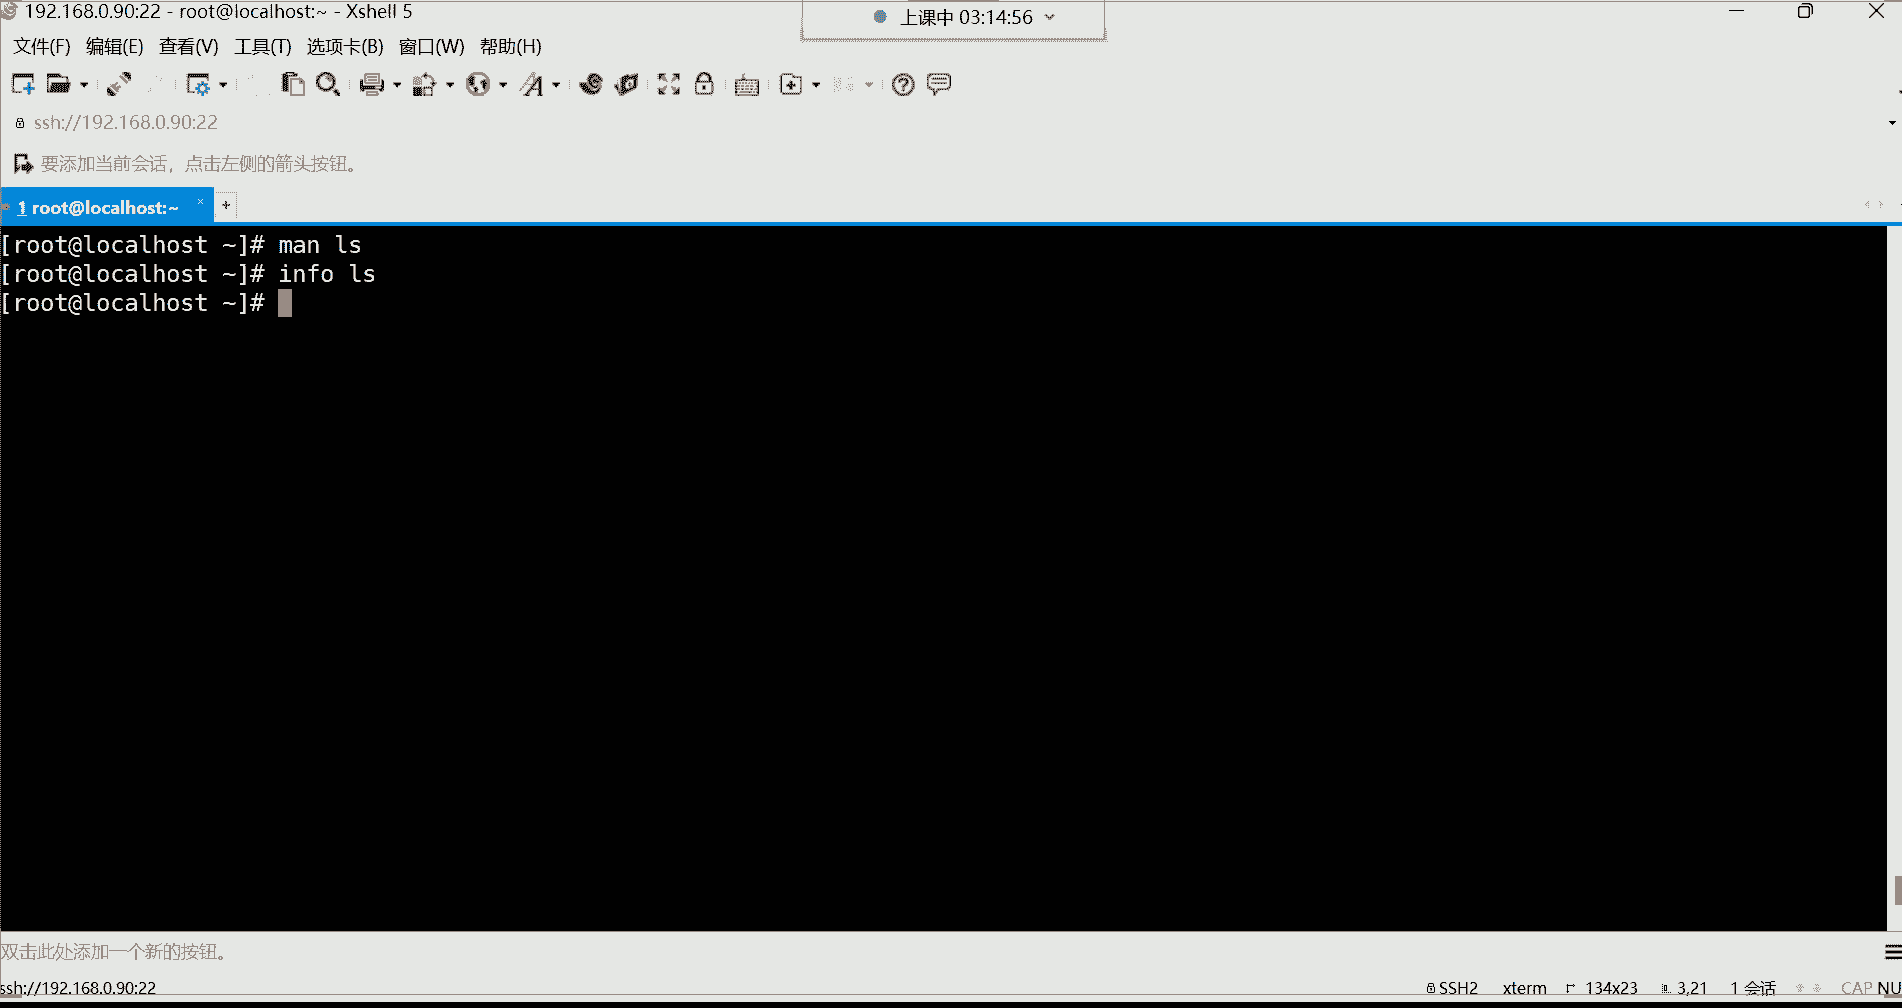 192.168.0.90:22 - root@localhost:~ - Xshell 5
上课中 03:14:56
文件(F) 编辑(E) 查看(V) 工具(T) 选项卡(B) 窗口(W) 帮助(H)
ssh://192.168.0.90:22
要添加当前会话，点击左侧的箭头按钮。
1 root@localhost:~ × +
[root@localhost ~]# man ls
[root@localhost ~]# info ls
[root@localhost ~]#
双击此处添加一个新的按钮。
ssh://192.168.0.90:22 SSH2 xterm 134x23 3,21 1 会话 CAP NU